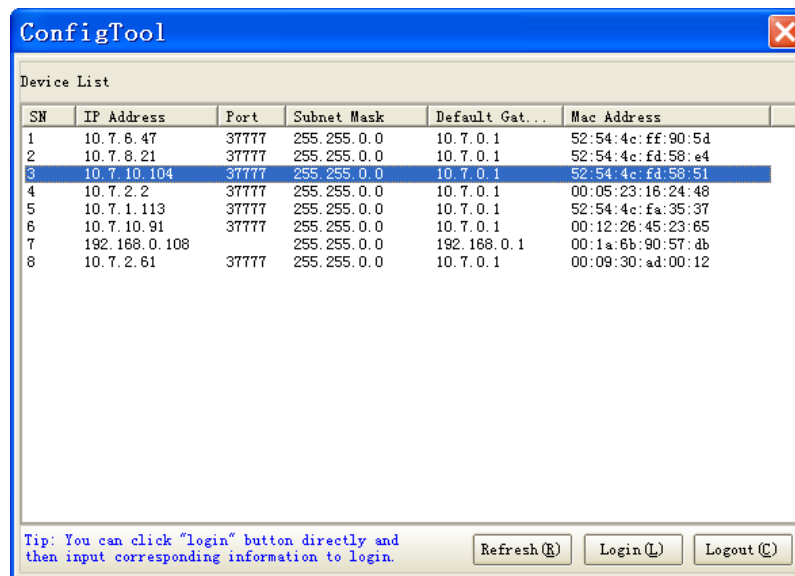 ConfigTool
Device List
SN IP Address Port Subnet Mask Default Gat... Mac Address
1 10.7.6.47 37777 255.255.0.0 10.7.0.1 52:54:4c:ff:90:5d
2 10.7.8.21 37777 255.255.0.0 10.7.0.1 52:54:4c:fd:58:e4
3 10.7.10.104 37777 255.255.0.0 10.7.0.1 52:54:4c:fd:58:51
4 10.7.2.2 37777 255.255.0.0 10.7.0.1 00:05:23:16:24:48
5 10.7.1.113 37777 255.255.0.0 10.7.0.1 52:54:4c:fa:35:37
6 10.7.10.91 37777 255.255.0.0 10.7.0.1 00:12:26:45:23:65
7 192.168.0.108 255.255.0.0 192.168.0.1 00:1a:6b:90:57:db
8 10.7.2.61 37777 255.255.0.0 10.7.0.1 00:09:30:ad:00:12
Tip: You can click "login" button directly and
then input corresponding information to login.
Refresh(R) Login(L) Logout(C)